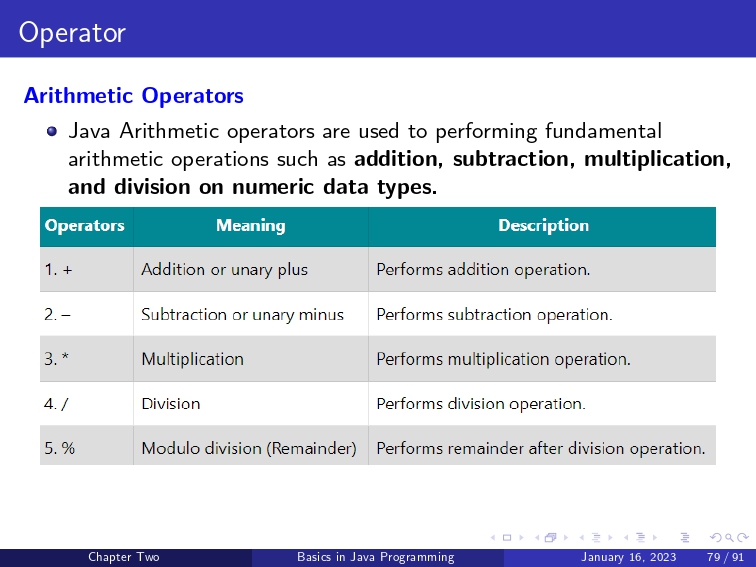 Operator
Arithmetic Operators
Java Arithmetic operators are used to performing fundamental
arithmetic operations such as addition, subtraction, multiplication,
and division on numeric data types.
Operators Meaning Description
1. + Addition or unary plus Performs addition operation.
2. – Subtraction or unary minus Performs subtraction operation.
3. * Multiplication Performs multiplication operation.
4. / Division Performs division operation.
5. % Modulo division (Remainder) Performs remainder after division operation.
Chapter Two Basics in Java Programming January 16, 2023 79 / 91